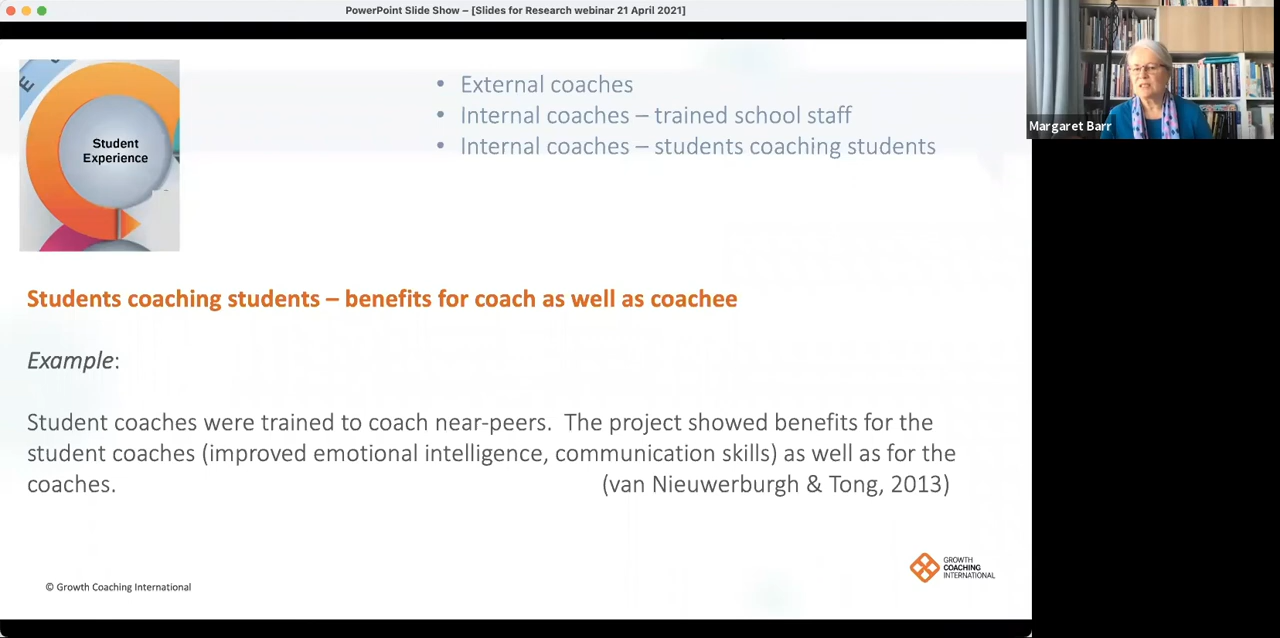 PowerPoint Slide Show – [Slides for Research webinar 21 April 2021]
Student
Experience
• External coaches
• Internal coaches – trained school staff
• Internal coaches – students coaching students
Margaret Barr
Students coaching students – benefits for coach as well as coachee
Example:
Student coaches were trained to coach near-peers. The project showed benefits for the
student coaches (improved emotional intelligence, communication skills) as well as for the
coaches. (van Nieuwerburgh & Tong, 2013)
© Growth Coaching International
GROWTH
COACHING
INTERNATIONAL